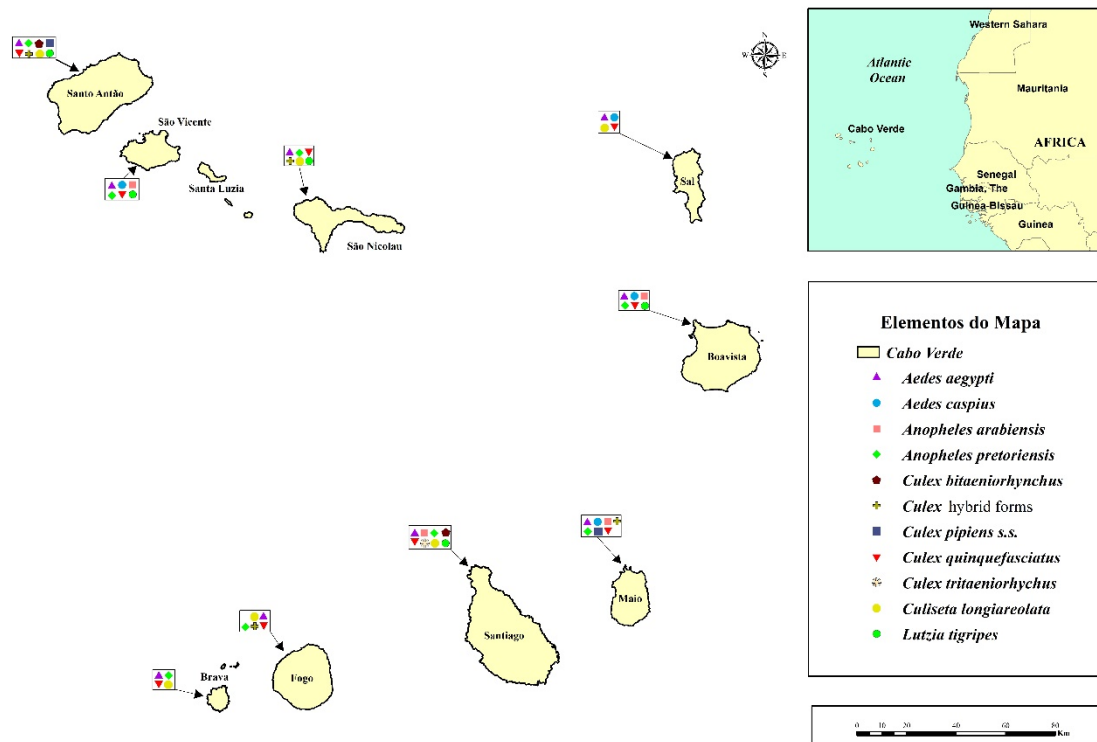 Santo Antão
São Vicente
Santa Luzia
São Nicolau
Sal
Boavista
Maio
Santiago
Fogo
Brava
N
W
E
S
Western Sahara
Atlantic
Ocean
Mauritania
Cabo Verde
AFRICA
Senegal
Gambia, The
Guinea-Bissau
Guinea
Elementos do Mapa
Cabo Verde
Aedes aegypti
Aedes caspius
Anopheles arabiensis
Anopheles pretoriensis
Culex bitaeniorhynchus
Culex hybrid forms
Culex pipiens s.s.
Culex quinquefasciatus
Culex tritaeniorhychus
Culiseta longiareolata
Lutzia tigripes
0 10 20 40 60 80
Km